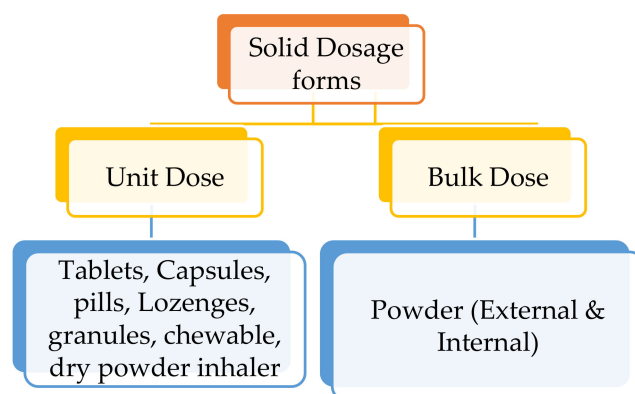 Solid Dosage
forms
Unit Dose
Bulk Dose
Tablets, Capsules,
pills, Lozenges,
granules, chewable,
dry powder inhaler
Powder (External &
Internal)